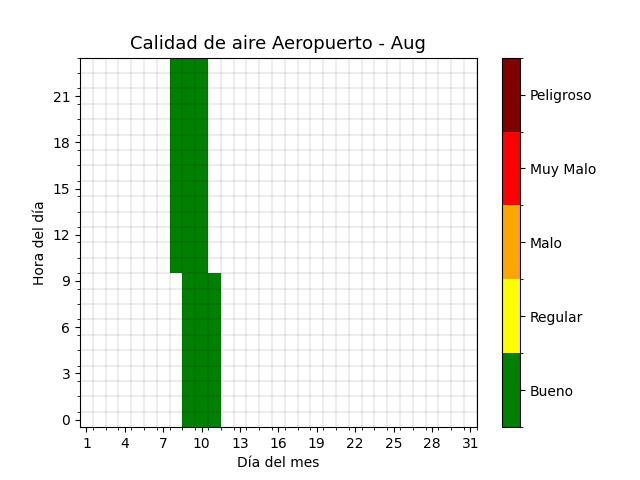 Calidad de aire Aeropuerto - Aug
Hora del día
21
18
15
12
9
6
3
0
1 4 7 10 13 16 19 22 25 28 31
Día del mes
Peligroso
Muy Malo
Malo
Regular
Bueno